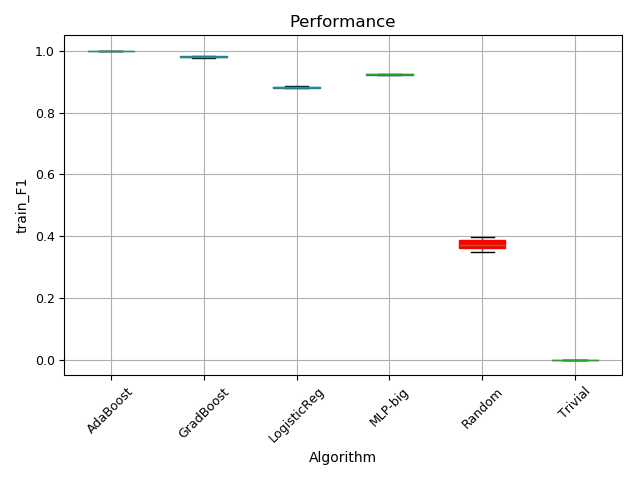 Performance
train_F1
1.0
0.8
0.6
0.4
0.2
0.0
AdaBoost
GradBoost
LogisticReg
MLP-big
Random
Trivial
Algorithm